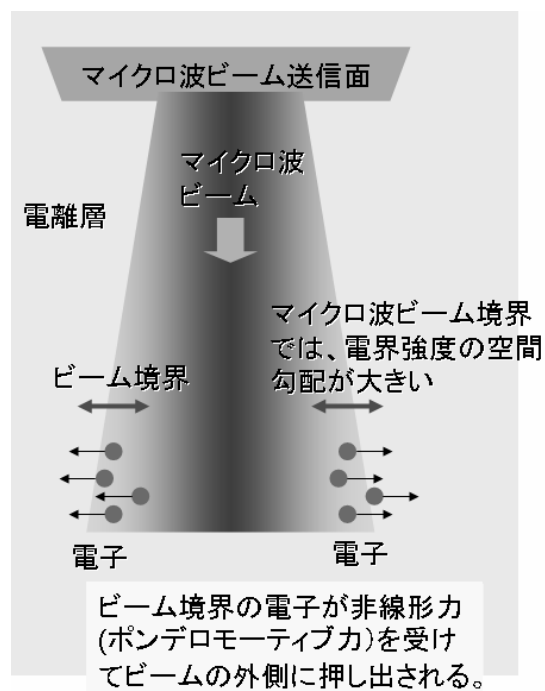 マイクロ波ビーム送信面
マイクロ波
ビーム
電離層
マイクロ波ビーム境界
では、電界強度の空間
勾配が大きい
ビーム境界
電子
電子
ビーム境界の電子が非線形力
(ポンデロモーティブ力)を受け
てビームの外側に押し出される。